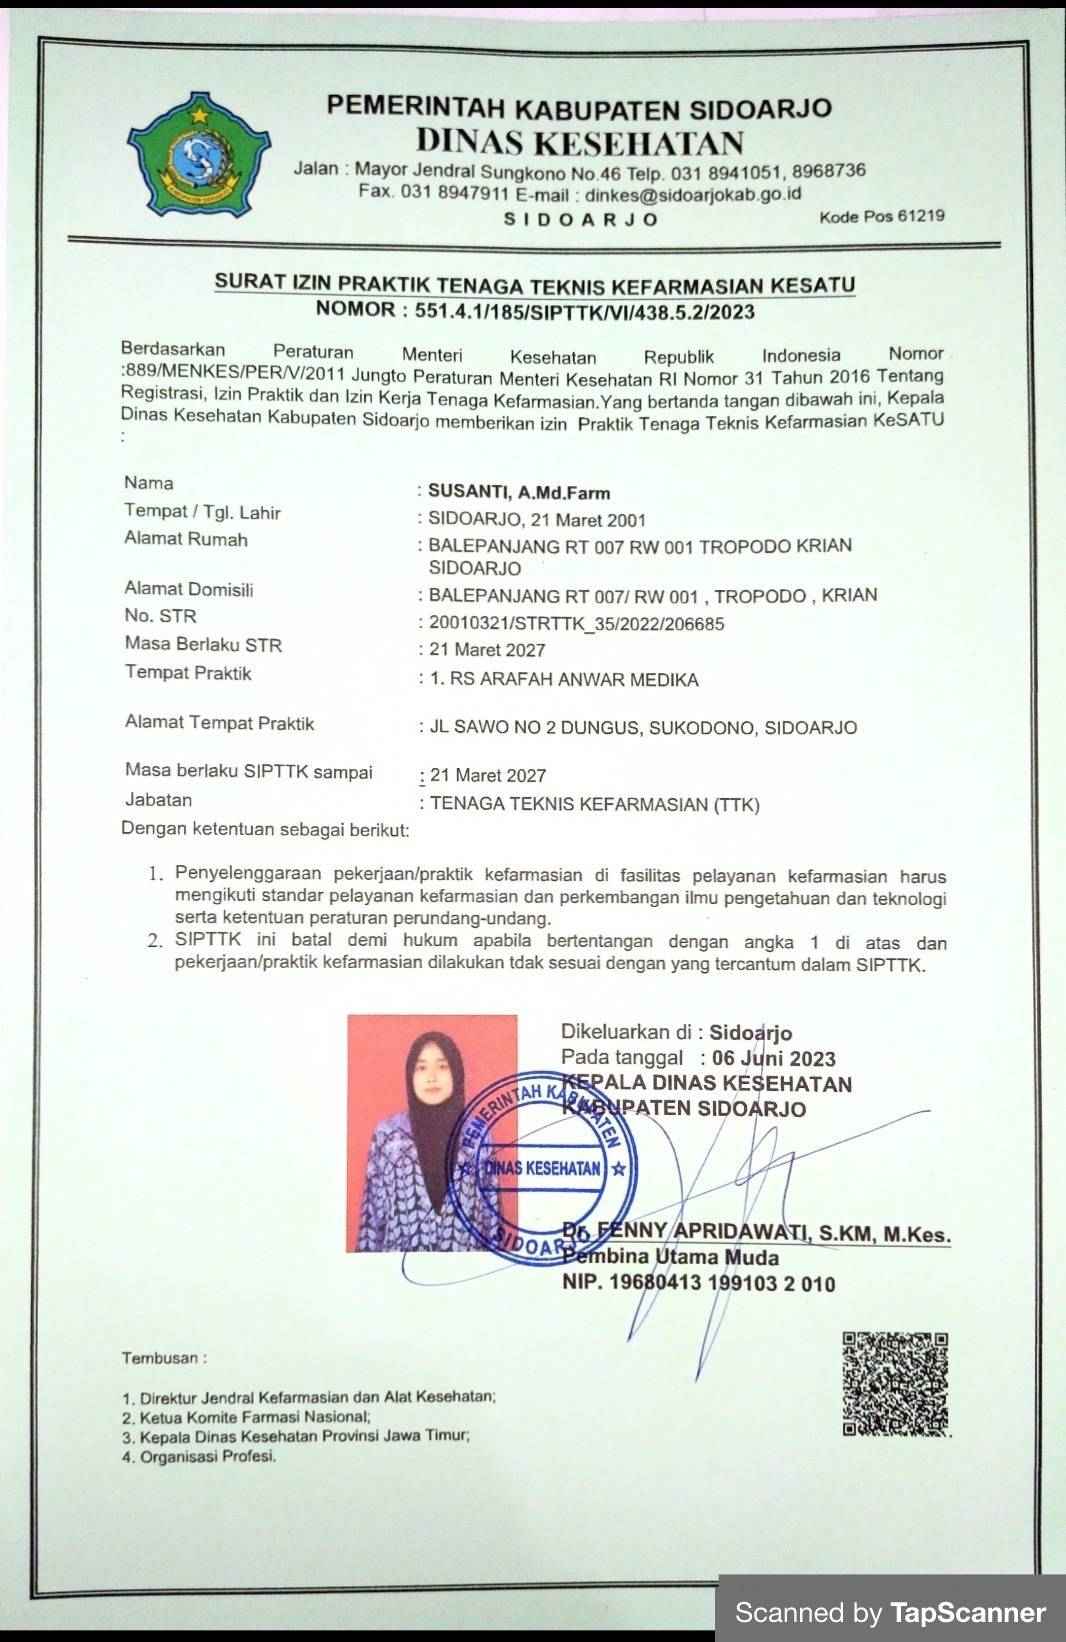 PEMERINTAH KABUPATEN SIDOARJO
DINAS KESEHATAN
Jalan : Mayor Jendral Sungkono No.46 Telp. 031 8941051, 8968736
Fax. 031 8947911 E-mail : dinkes@sidoarjokab.go.id
S I D O A R J O
Kode Pos 61219
SURAT IZIN PRAKTIK TENAGA TEKNIS KEFARMASIAN KESATU
NOMOR : 551.4.1/185/SIPTTK/VI/438.5.2/2023
Berdasarkan Peraturan Menteri Kesehatan Republik Indonesia Nomor
:889/MENKES/PER/V/2011 Jungto Peraturan Menteri Kesehatan RI Nomor 31 Tahun 2016 Tentang
Registrasi, Izin Praktik dan Izin Kerja Tenaga Kefarmasian.Yang bertanda tangan dibawah ini, Kepala
Dinas Kesehatan Kabupaten Sidoarjo memberikan izin Praktik Tenaga Teknis Kefarmasian KeSATU
:
Nama : SUSANTI, A.Md.Farm
Tempat / Tgl. Lahir : SIDOARJO, 21 Maret 2001
Alamat Rumah : BALEPANJANG RT 007 RW 001 TROPODO KRIAN
SIDOARJO
Alamat Domisili : BALEPANJANG RT 007/ RW 001 , TROPODO , KRIAN
No. STR : 20010321/STRTTK_35/2022/206685
Masa Berlaku STR : 21 Maret 2027
Tempat Praktik : 1. RS ARAFAH ANWAR MEDIKA
Alamat Tempat Praktik : JL SAWO NO 2 DUNGUS, SUKODONO, SIDOARJO
Masa berlaku SIPTTK sampai : 21 Maret 2027
Jabatan : TENAGA TEKNIS KEFARMASIAN (TTK)
Dengan ketentuan sebagai berikut:
1. Penyelenggaraan pekerjaan/praktik kefarmasian di fasilitas pelayanan kefarmasian harus
mengikuti standar pelayanan kefarmasian dan perkembangan ilmu pengetahuan dan teknologi
serta ketentuan peraturan perundang-undang.
2. SIPTTK ini batal demi hukum apabila bertentangan dengan angka 1 di atas dan
pekerjaan/praktik kefarmasian dilakukan tdak sesuai dengan yang tercantum dalam SIPTTK.
Dikeluarkan di : Sidoarjo
Pada tanggal : 06 Juni 2023
KEPALA DINAS KESEHATAN
KABUPATEN SIDOARJO
PEMERINTAH KABUPATEN
DINAS KESEHATAN
SIDOARJO
Dr. FENNY APRIDAWATI, S.KM, M.Kes.
Pembina Utama Muda
NIP. 19680413 199103 2 010
Tembusan :
1. Direktur Jendral Kefarmasian dan Alat Kesehatan;
2. Ketua Komite Farmasi Nasional;
3. Kepala Dinas Kesehatan Provinsi Jawa Timur;
4. Organisasi Profesi.
Scanned by TapScanner